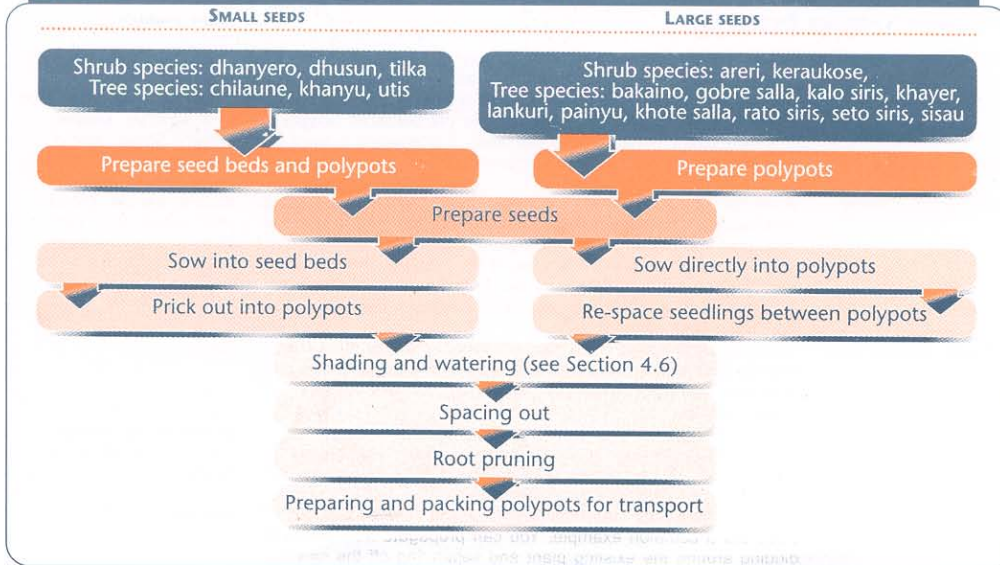 SMALL SEEDS
LARGE SEEDS
Shrub species: dhanyero, dhusun, tilka
Tree species: chilaune, khanyu, utis
Shrub species: areri, keraukose,
Tree species: bakaino, gobre salla, kalo siris, khayer,
lankuri, painyu, khote salla, rato siris, seto siris, sisau
Prepare seed beds and polypots
Prepare polypots
Prepare seeds
Sow into seed beds
Sow directly into polypots
Prick out into polypots
Re-space seedlings between polypots
Shading and watering (see Section 4.6)
Spacing out
Root pruning
Preparing and packing polypots for transport